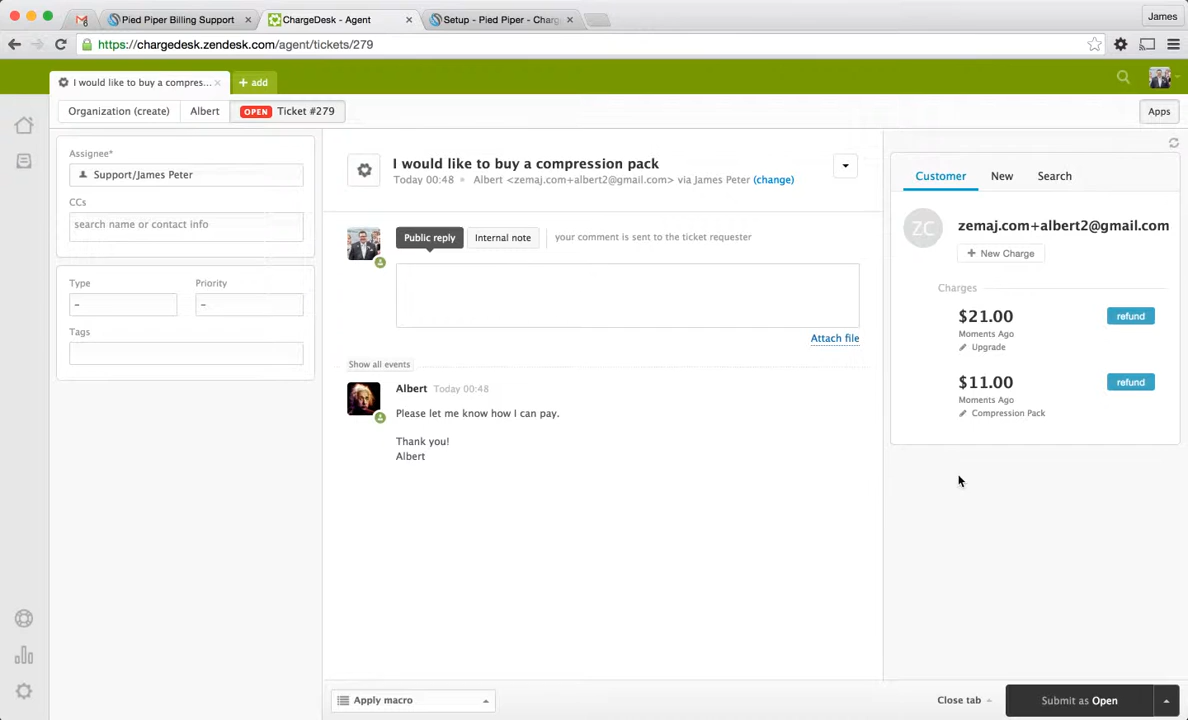 Pied Piper Billing Support
ChargeDesk - Agent
Setup - Pied Piper - Charg
James
https://chargedesk.zendesk.com/agent/tickets/279
I would like to buy a compres...
+ add
Organization (create)
Albert
OPEN Ticket #279
Apps
Assignee*
Support/James Peter
CCs
search name or contact info
Type
Priority
-
-
Tags
I would like to buy a compression pack
Today 00:48 Albert <zemaj.com+albert2@gmail.com> via James Peter (change)
Public reply
Internal note
your comment is sent to the ticket requester
Attach file
Show all events
Albert Today 00:48
Please let me know how I can pay.
Thank you!
Albert
Customer
New
Search
ZC
zemaj.com+albert2@gmail.com
+ New Charge
Charges
$21.00
refund
Moments Ago
Upgrade
$11.00
refund
Moments Ago
Compression Pack
Apply macro
Close tab
Submit as Open